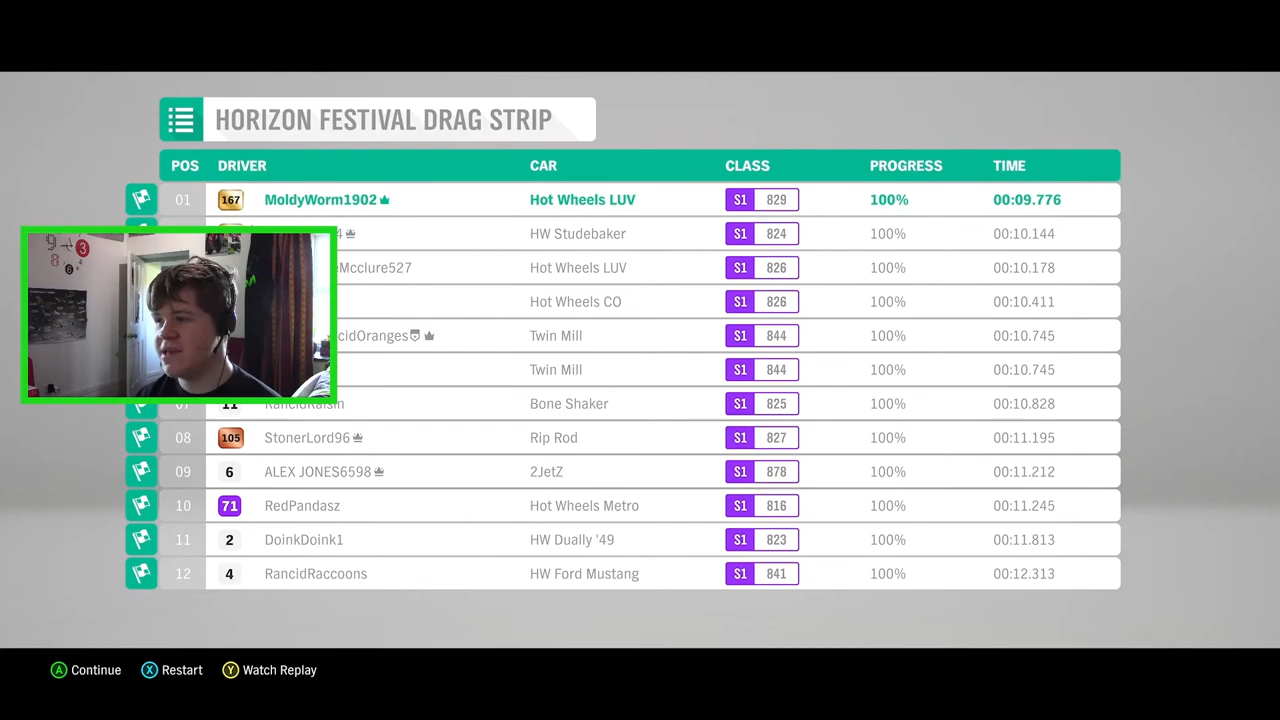 HORIZON FESTIVAL DRAG STRIP
POS DRIVER CAR CLASS PROGRESS TIME
01 167 MoldyWorm1902 Hot Wheels LUV S1 829 100% 00:09.776
4 HW Studebaker S1 824 100% 00:10.144
Mcclure527 Hot Wheels LUV S1 826 100% 00:10.178
Hot Wheels CO S1 826 100% 00:10.411
cidOranges Twin Mill S1 844 100% 00:10.745
Twin Mill S1 844 100% 00:10.745
07 11 RancidRaisin Bone Shaker S1 825 100% 00:10.828
08 105 StonerLord96 Rip Rod S1 827 100% 00:11.195
09 6 ALEX JONES6598 2JetZ S1 878 100% 00:11.212
10 71 RedPandasz Hot Wheels Metro S1 816 100% 00:11.245
11 2 DoinkDoink1 HW Dually '49 S1 823 100% 00:11.813
12 4 RancidRaccoons HW Ford Mustang S1 841 100% 00:12.313
A Continue X Restart Y Watch Replay